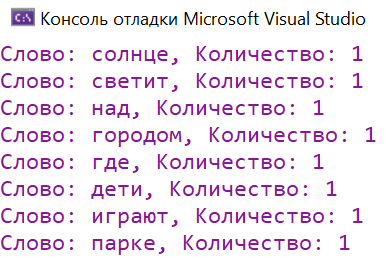 Консоль отладки Microsoft Visual Studio
Слово: солнце, Количество: 1
Слово: светит, Количество: 1
Слово: над, Количество: 1
Слово: городом, Количество: 1
Слово: где, Количество: 1
Слово: дети, Количество: 1
Слово: играют, Количество: 1
Слово: парке, Количество: 1